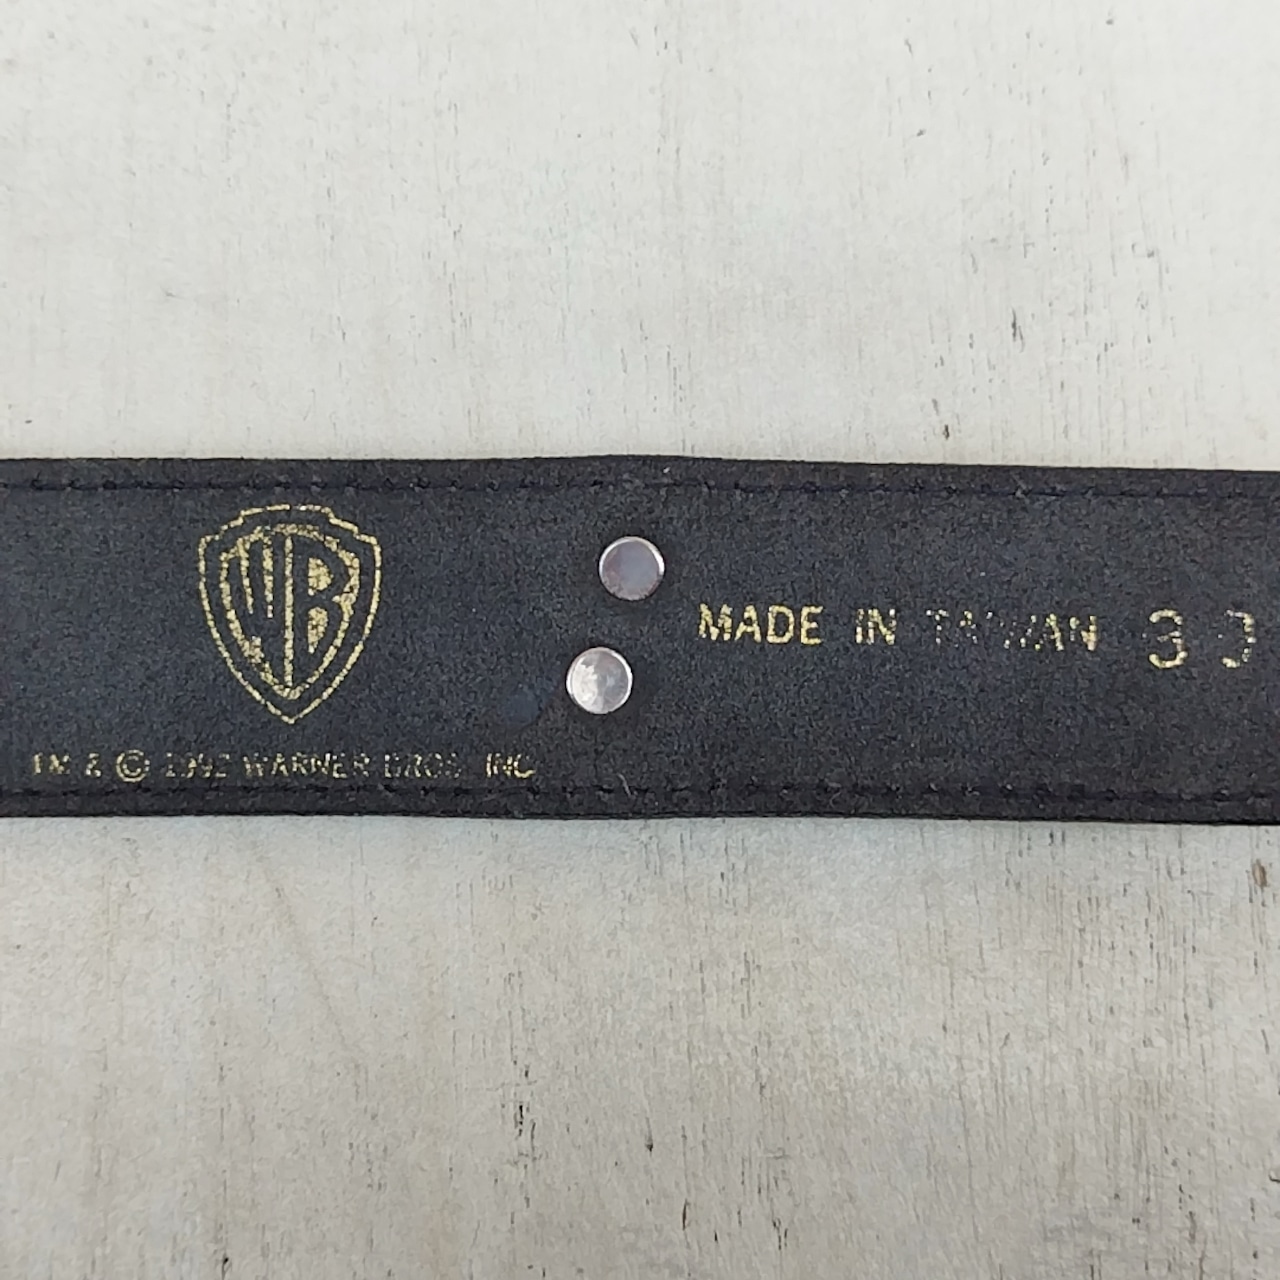 WB
MADE IN TAIWAN 30
TM & © 1992 WARNER BROS. INC.